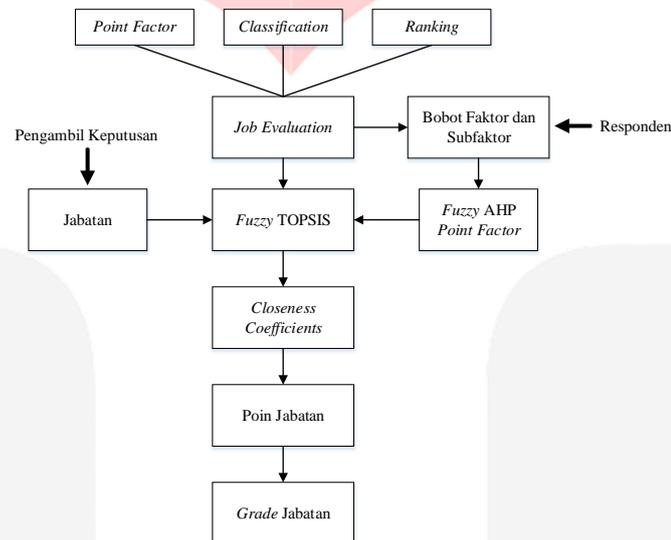 Point Factor
Classification
Ranking
Job Evaluation
Bobot Faktor dan
Subfaktor
Responden
Pengambil Keputusan
Jabatan
Fuzzy TOPSIS
Fuzzy AHP
Point Factor
Closeness
Coefficients
Poin Jabatan
Grade Jabatan